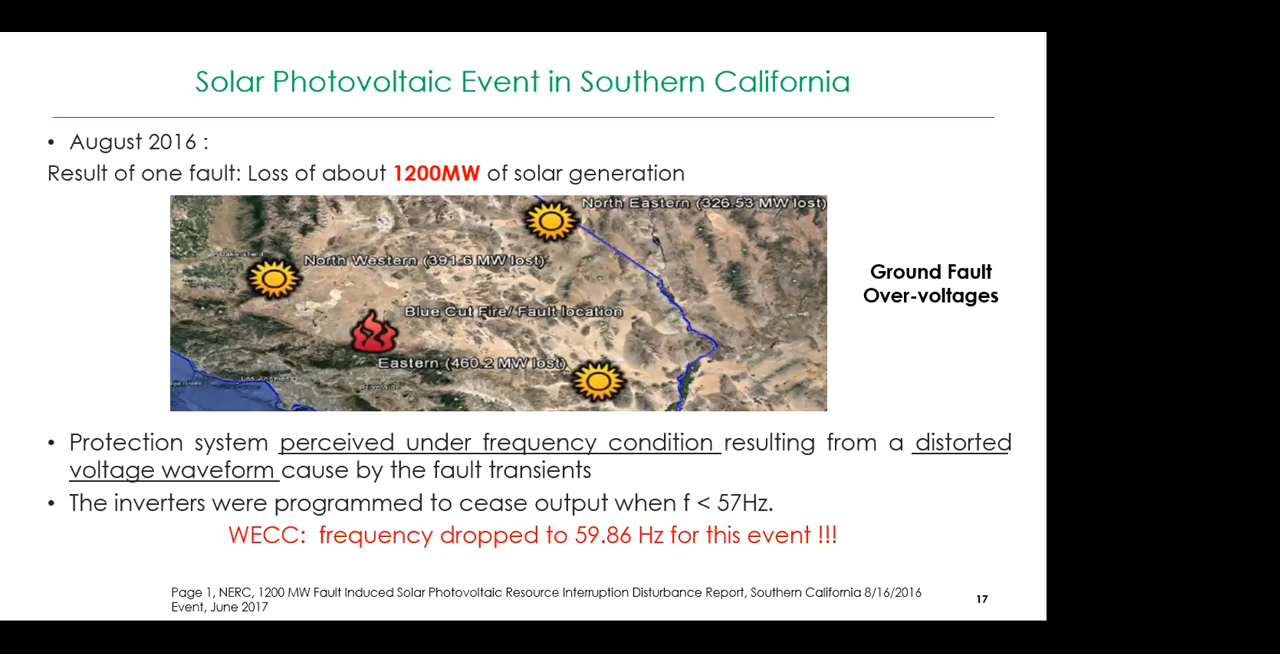 Solar Photovoltaic Event in Southern California
• August 2016 :
Result of one fault: Loss of about 1200MW of solar generation
North Eastern (326.53 MW lost)
North Western (391.6 MW lost)
Blue Cut Fire/ Fault location
Eastern (460.2 MW lost)
Los Angeles
Ground Fault
Over-voltages
• Protection system perceived under frequency condition resulting from a distorted
voltage waveform cause by the fault transients
• The inverters were programmed to cease output when f < 57Hz.
WECC: frequency dropped to 59.86 Hz for this event !!!
Page 1, NERC, 1200 MW Fault Induced Solar Photovoltaic Resource Interruption Disturbance Report, Southern California 8/16/2016
Event, June 2017
17